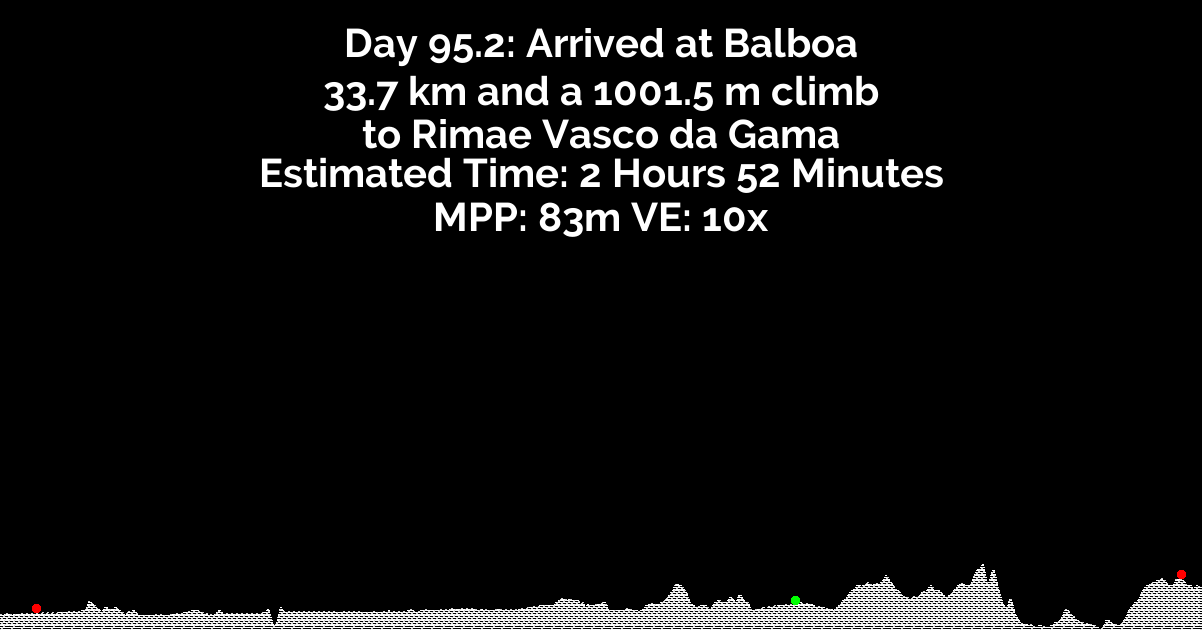 Day 95.2: Arrived at Balboa
33.7 km and a 1001.5 m climb
to Rimae Vasco da Gama
Estimated Time: 2 Hours 52 Minutes
MPP: 83m VE: 10x